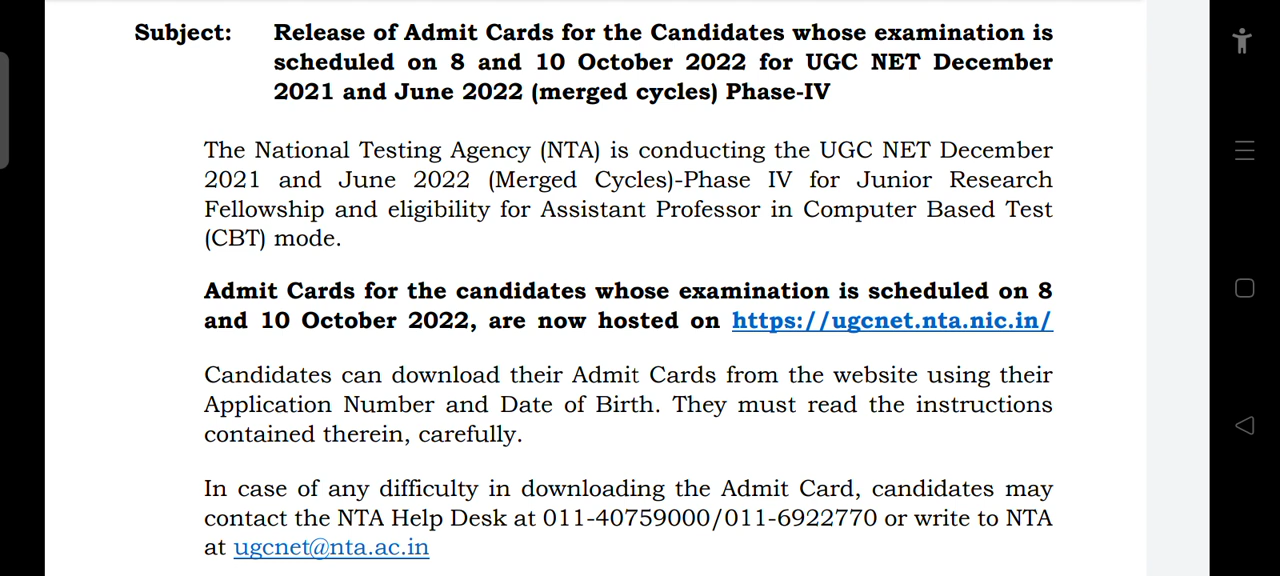 Subject: Release of Admit Cards for the Candidates whose examination is
scheduled on 8 and 10 October 2022 for UGC NET December
2021 and June 2022 (merged cycles) Phase-IV
The National Testing Agency (NTA) is conducting the UGC NET December
2021 and June 2022 (Merged Cycles)-Phase IV for Junior Research
Fellowship and eligibility for Assistant Professor in Computer Based Test
(CBT) mode.
Admit Cards for the candidates whose examination is scheduled on 8
and 10 October 2022, are now hosted on https://ugcnet.nta.nic.in/
Candidates can download their Admit Cards from the website using their
Application Number and Date of Birth. They must read the instructions
contained therein, carefully.
In case of any difficulty in downloading the Admit Card, candidates may
contact the NTA Help Desk at 011-40759000/011-6922770 or write to NTA
at ugcnet@nta.ac.in